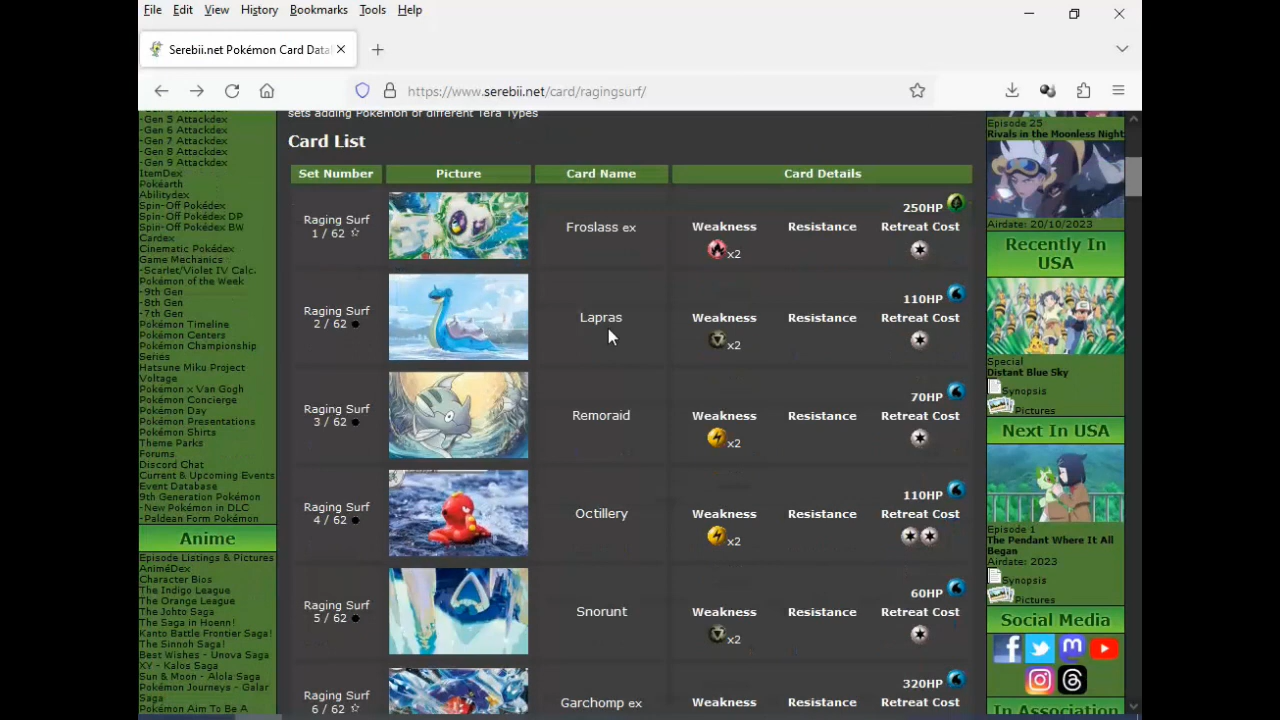 File Edit View History Bookmarks Tools Help
Serebii.net Pokémon Card Data
https://www.serebii.net/card/ragingsurf/
-Gen 5 Attackdex
-Gen 6 Attackdex
-Gen 7 Attackdex
-Gen 8 Attackdex
-Gen 9 Attackdex
ItemDex
Pokéarth
Abilitydex
Spin-Off Pokédex
Spin-Off Pokédex DP
Spin-Off Pokédex BW
Cardex
Cinematic Pokédex
Game Mechanics
-Scarlet/Violet IV Calc.
Pokémon of the Week
-9th Gen
-8th Gen
-7th Gen
Pokémon Timeline
Pokémon Centers
Pokémon Championship
Series
Hatsune Miku Project
Voltage
Pokémon x Van Gogh
Pokémon Concierge
Pokémon Day
Pokémon Presentations
Pokémon Shirts
Theme Parks
Forums
Discord Chat
Current & Upcoming Events
Event Database
9th Generation Pokémon
-New Pokémon in DLC
-Paldean Form Pokémon
Anime
Episode Listings & Pictures
AniméDex
Character Bios
The Indigo League
The Orange League
The Johto Saga
The Saga in Hoenn!
Kanto Battle Frontier Saga!
The Sinnoh Saga!
Best Wishes - Unova Saga
XY - Kalos Saga
Sun & Moon - Alola Saga
Pokémon Journeys - Galar
Saga
Pokémon Aim To Be A
sets adding Pokémon of different Tera Types
Card List
Set Number Picture Card Name Card Details
Raging Surf
1 / 62
Froslass ex
250HP
Weakness Resistance Retreat Cost
x2
Raging Surf
2 / 62
Lapras
110HP
Weakness Resistance Retreat Cost
x2
Raging Surf
3 / 62
Remoraid
70HP
Weakness Resistance Retreat Cost
x2
Raging Surf
4 / 62
Octillery
110HP
Weakness Resistance Retreat Cost
x2
Raging Surf
5 / 62
Snorunt
60HP
Weakness Resistance Retreat Cost
x2
Raging Surf
6 / 62
Garchomp ex
320HP
Weakness Resistance Retreat Cost
Episode 25
Rivals in the Moonless Night
Airdate: 20/10/2023
Recently In
USA
Special
Distant Blue Sky
Synopsis
Pictures
Next In USA
Episode 1
The Pendant Where It All
Began
Airdate: 2023
Synopsis
Pictures
Social Media
In Association